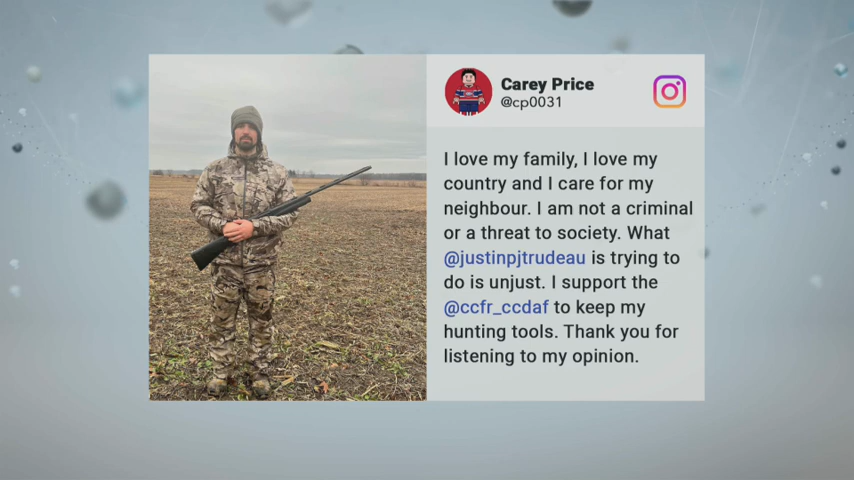 Carey Price
@cp0031
I love my family, I love my
country and I care for my
neighbour. I am not a criminal
or a threat to society. What
@justinpjtrudeau is trying to
do is unjust. I support the
@ccfr_ccdaf to keep my
hunting tools. Thank you for
listening to my opinion.